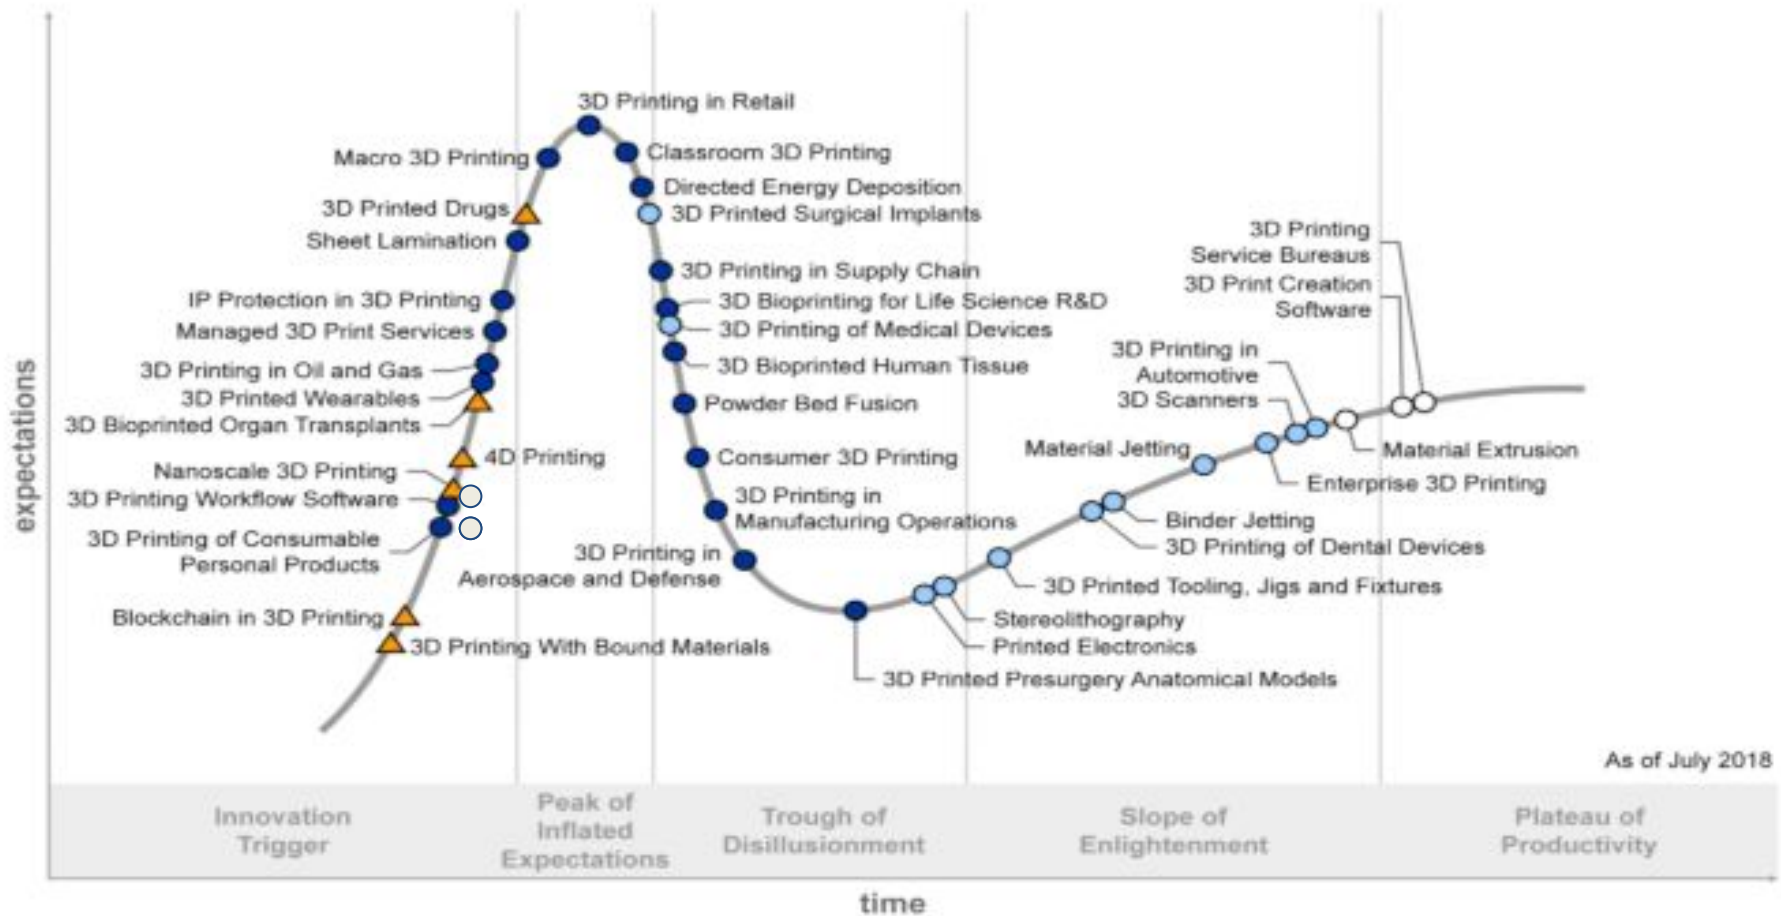 3D Printing in Retail
Macro 3D Printing
Classroom 3D Printing
Directed Energy Deposition
3D Printed Drugs
3D Printed Surgical Implants
Sheet Lamination
3D Printing
Service Bureaus
3D Printing in Supply Chain
3D Print Creation
Software
IP Protection in 3D Printing
3D Bioprinting for Life Science R&D
Managed 3D Print Services
3D Printing of Medical Devices
3D Printing in
Automotive
3D Printing in Oil and Gas
3D Bioprinted Human Tissue
3D Printed Wearables
3D Scanners
Powder Bed Fusion
3D Bioprinted Organ Transplants
Material Jetting
Material Extrusion
4D Printing
Consumer 3D Printing
Nanoscale 3D Printing
Enterprise 3D Printing
3D Printing Workflow Software
3D Printing in
Manufacturing Operations
Binder Jetting
3D Printing of Consumable
Personal Products
3D Printing of Dental Devices
3D Printing in
Aerospace and Defense
3D Printed Tooling, Jigs and Fixtures
Blockchain in 3D Printing
Stereolithography
3D Printing With Bound Materials
Printed Electronics
3D Printed Presurgery Anatomical Models
expectations
As of July 2018
Innovation
Trigger
Peak of
Inflated
Expectations
Trough of
Disillusionment
Slope of
Enlightenment
Plateau of
Productivity
time